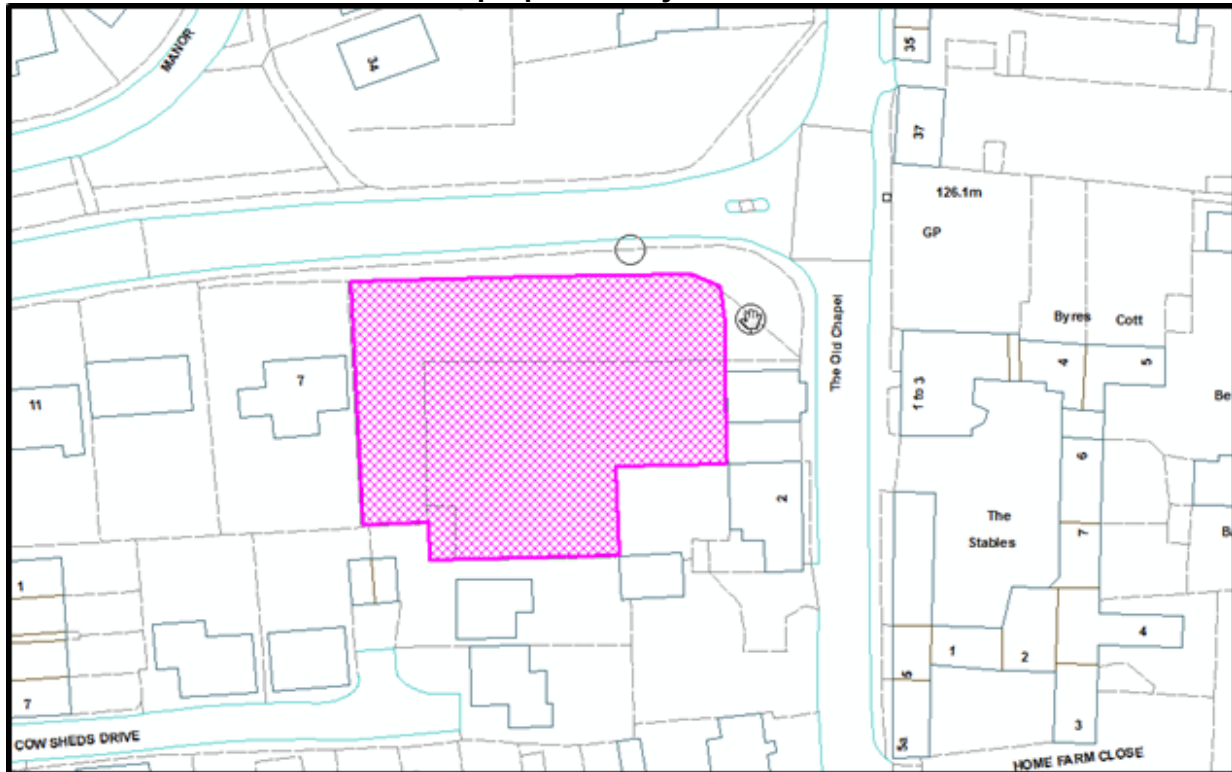 MANOR
34
35
37
126.1m
GP
The Old Chapel
Byres Cott
4
5
1 to 3
7
11
6
2
The
Stables
7
1
1
2
4
5
7
3
5a
COW SHEDS DRIVE
HOME FARM CLOSE